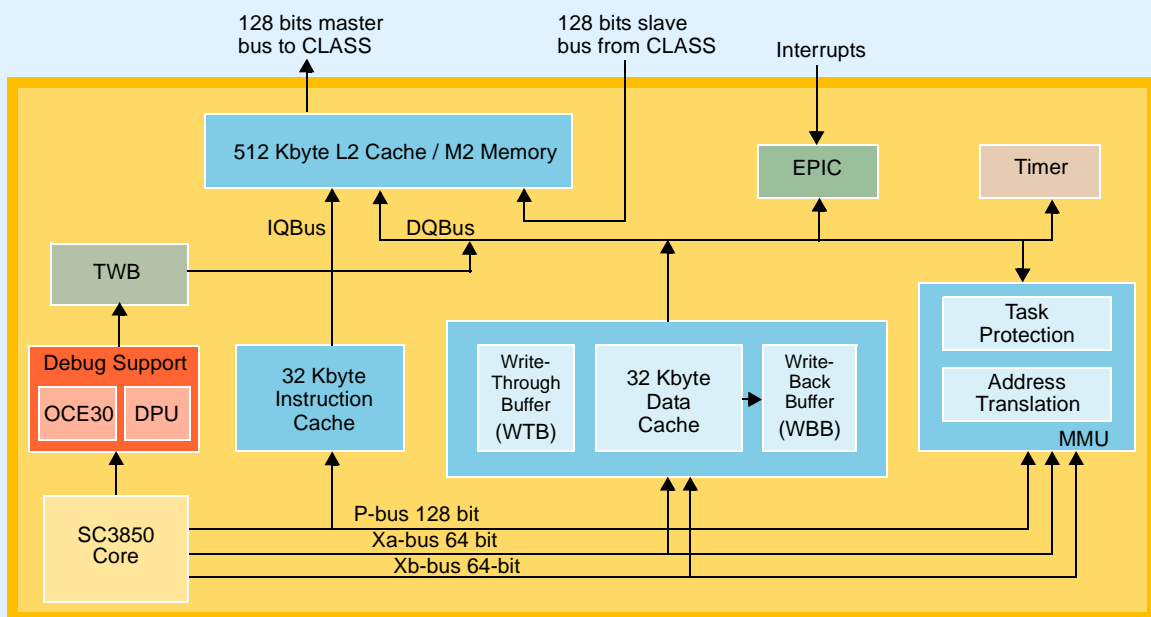 128 bits master
bus to CLASS
128 bits slave
bus from CLASS
Interrupts
512 Kbyte L2 Cache / M2 Memory
EPIC
Timer
IQBus
DQBus
TWB
Task
Protection
Address
Translation
MMU
Debug Support
OCE30
DPU
32 Kbyte
Instruction
Cache
Write-
Through
Buffer
(WTB)
32 Kbyte
Data
Cache
Write-
Back
Buffer
(WBB)
SC3850
Core
P-bus 128 bit
Xa-bus 64 bit
Xb-bus 64-bit